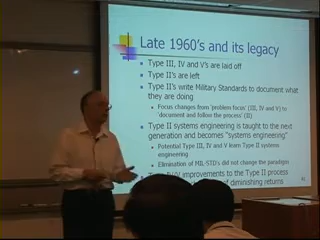 Late 1960's and its legacy
Type III, IV and V's are laid off
Type II's are left
Type II's write Military Standards to document what
they are doing
Focus changes from 'problem focus' (III, IV and V) to
'document and follow the process' (II)
Type II systems engineering is taught to the next
generation and becomes "systems engineering"
Potential Type III, IV and V learn Type II systems
engineering
Elimination of MIL-STD's did not change the paradigm
improvements to the Type II process
of diminishing returns